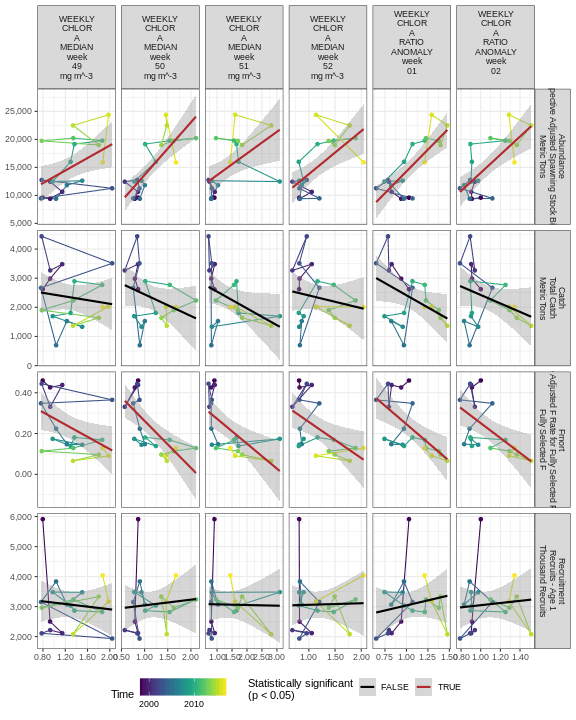 WEEKLY
CHLOR
A
MEDIAN
week
49
mg m^-3
WEEKLY
CHLOR
A
MEDIAN
week
50
mg m^-3
WEEKLY
CHLOR
A
MEDIAN
week
51
mg m^-3
WEEKLY
CHLOR
A
MEDIAN
week
52
mg m^-3
WEEKLY
CHLOR
A
RATIO
ANOMALY
week
01
WEEKLY
CHLOR
A
RATIO
ANOMALY
week
02
25,000
20,000
15,000
10,000
5,000
Abundance
pective Adjusted Spawning Stock Bi
Metric Tons
4,000
3,000
2,000
1,000
0
Catch
Total Catch
Metric Tons
0.40
0.20
0.00
Fmort
Adjusted F Rate for Fully Selected F
Fully Selected F
6,000
5,000
4,000
3,000
2,000
Recruitment
Recruits - Age 1
Thousand Recruits
0.80 1.20 1.60 2.00
0.50 1.00 1.50 2.00
1.00 1.50 2.00 2.50 3.00
1.00 1.50 2.00
0.75 1.00 1.25 1.50
0.80 1.00 1.20 1.40
Time
2000 2010
Statistically significant
(p < 0.05)
FALSE
TRUE